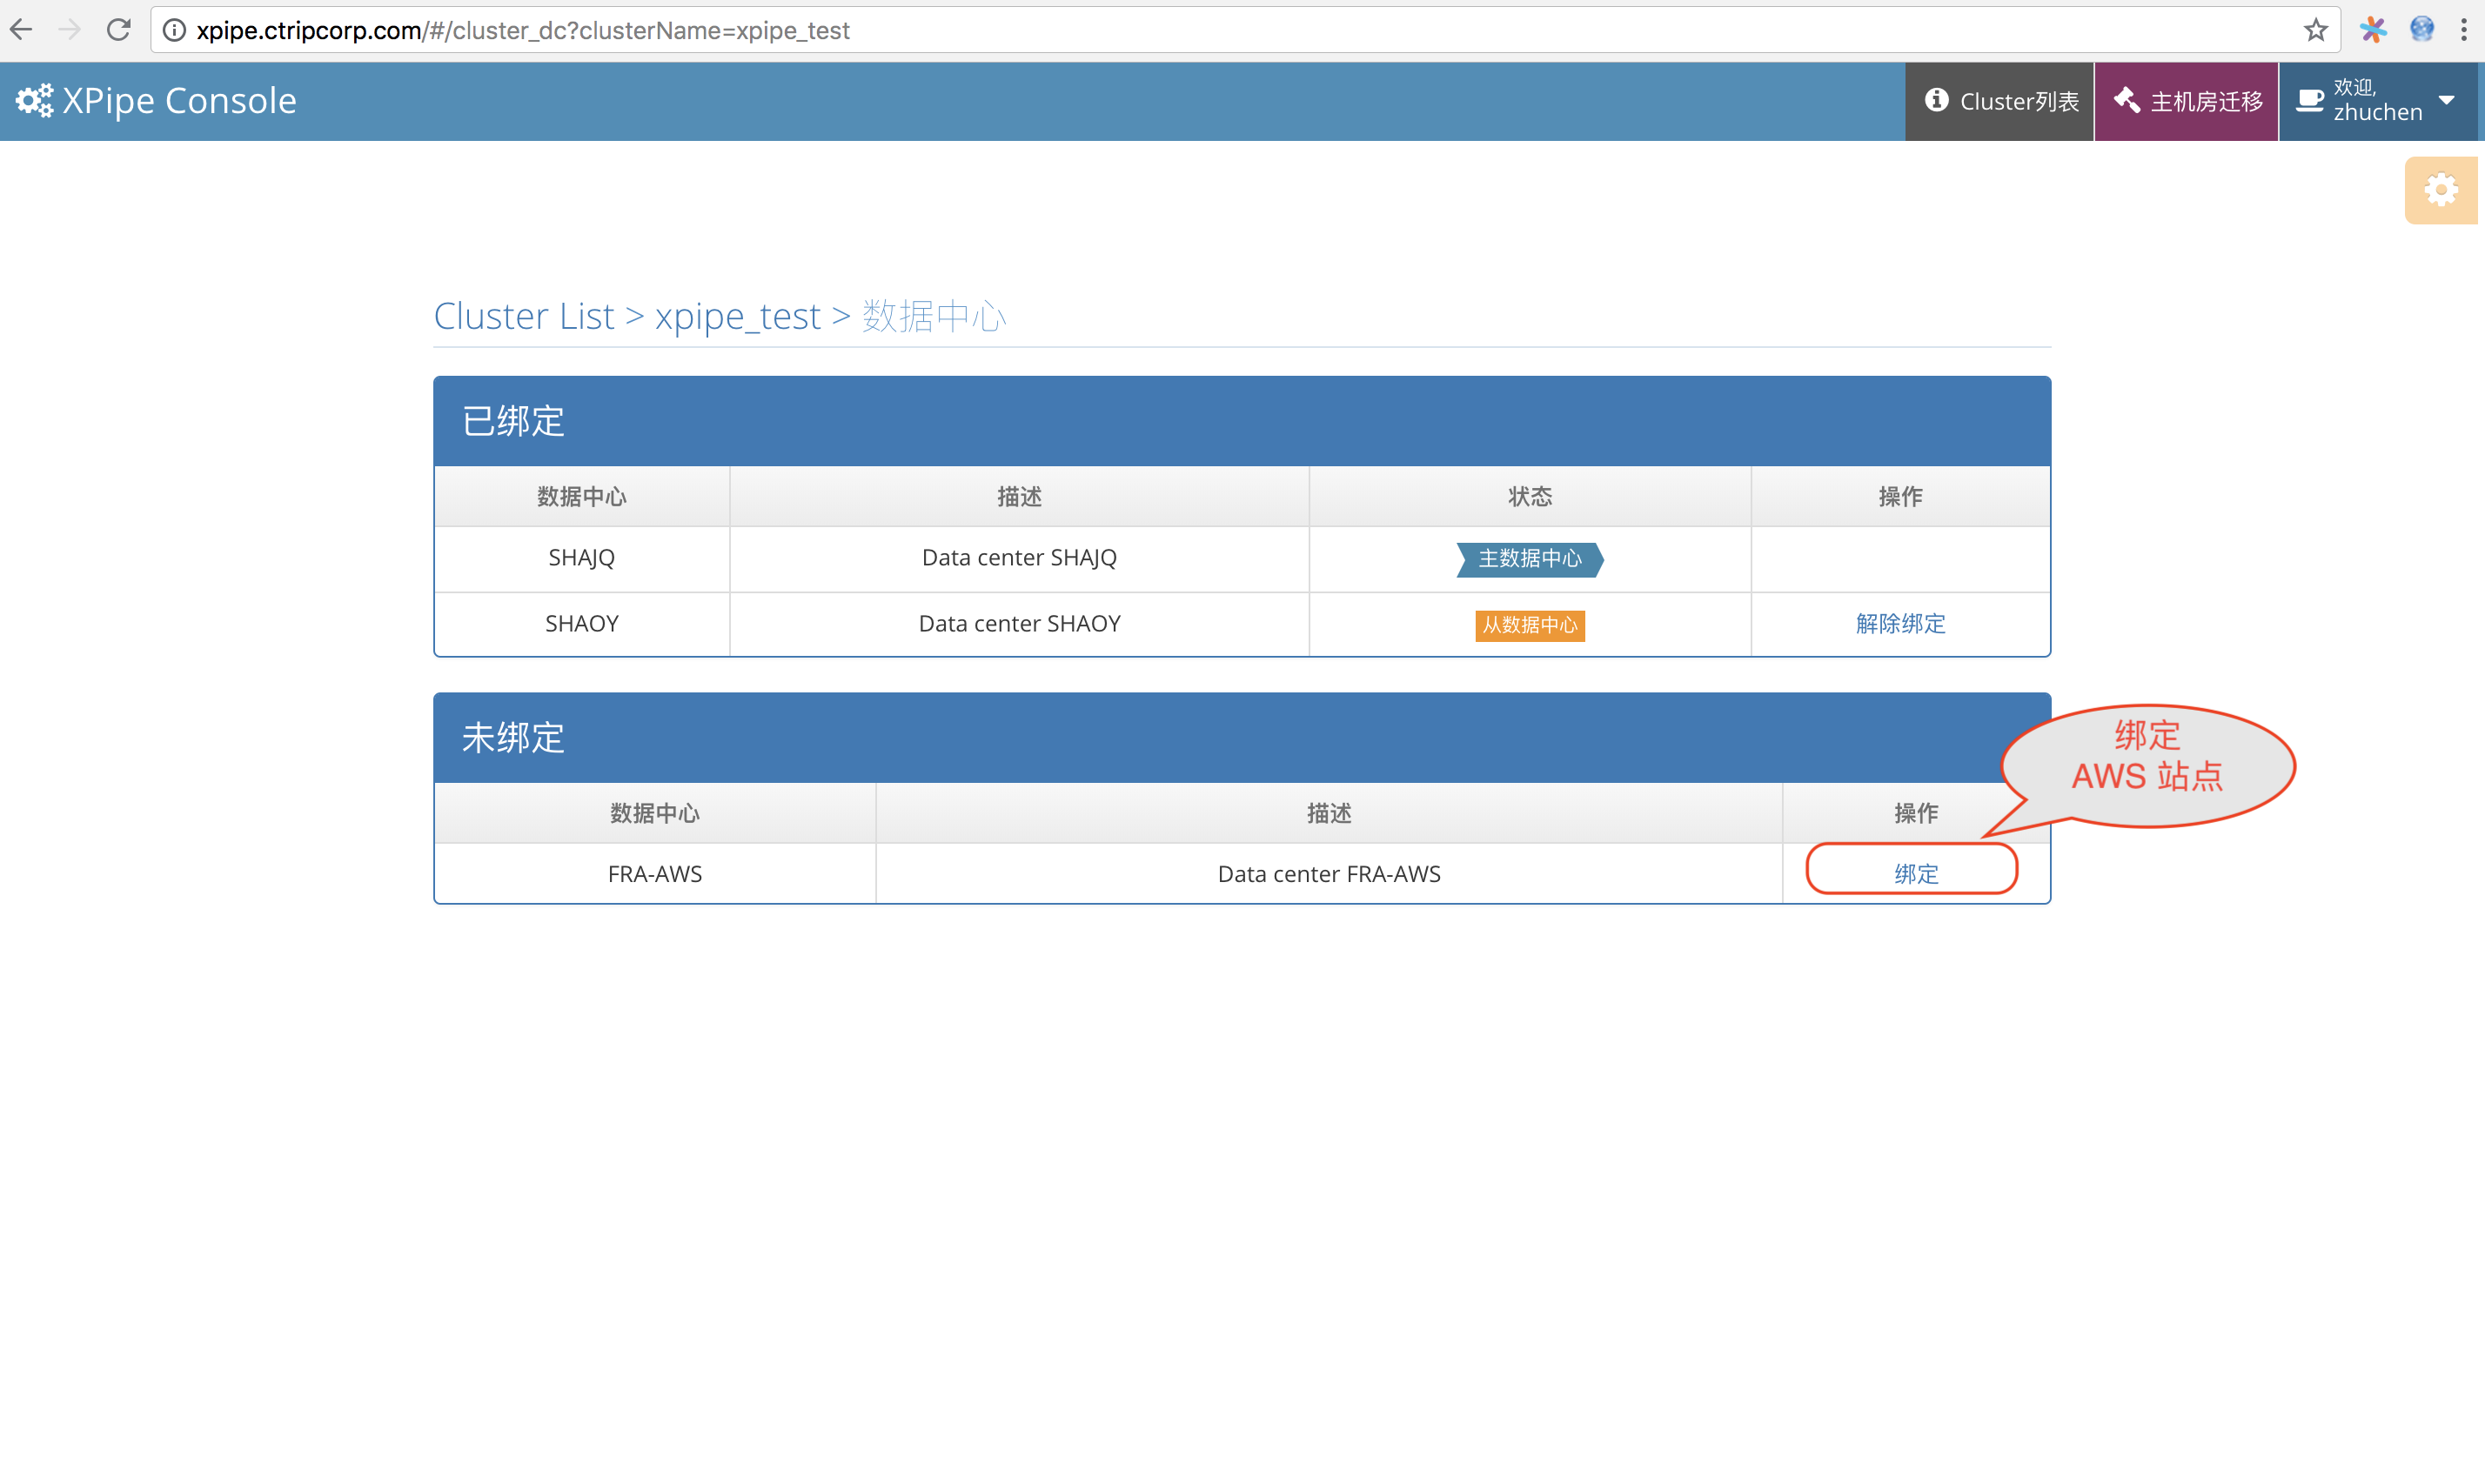 xpipe.ctripcorp.com/#/cluster_dc?clusterName=xpipe_test
XPipe Console
Cluster列表
主机房迁移
欢迎,
zhuchen
Cluster List > xpipe_test > 数据中心
已绑定
数据中心 描述 状态 操作
SHAJQ Data center SHAJQ 主数据中心
SHAOY Data center SHAOY 从数据中心 解除绑定
未绑定
绑定
AWS 站点
数据中心 描述 操作
FRA-AWS Data center FRA-AWS 绑定